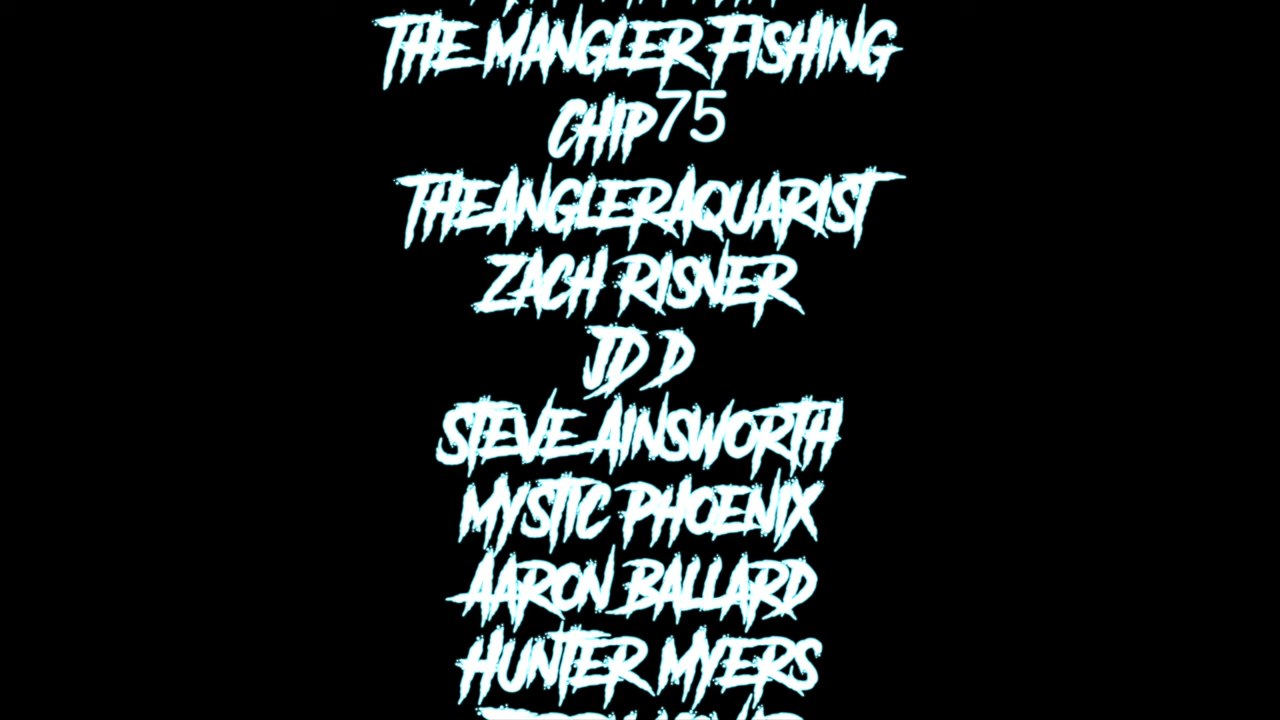 THE MANGLER FISHING
CHIP75
THEANGLERAQUARIST
ZACH RISNER
JD D
STEVE AINSWORTH
MYSTIC PHOENIX
AARON BALLARD
HUNTER MYERS